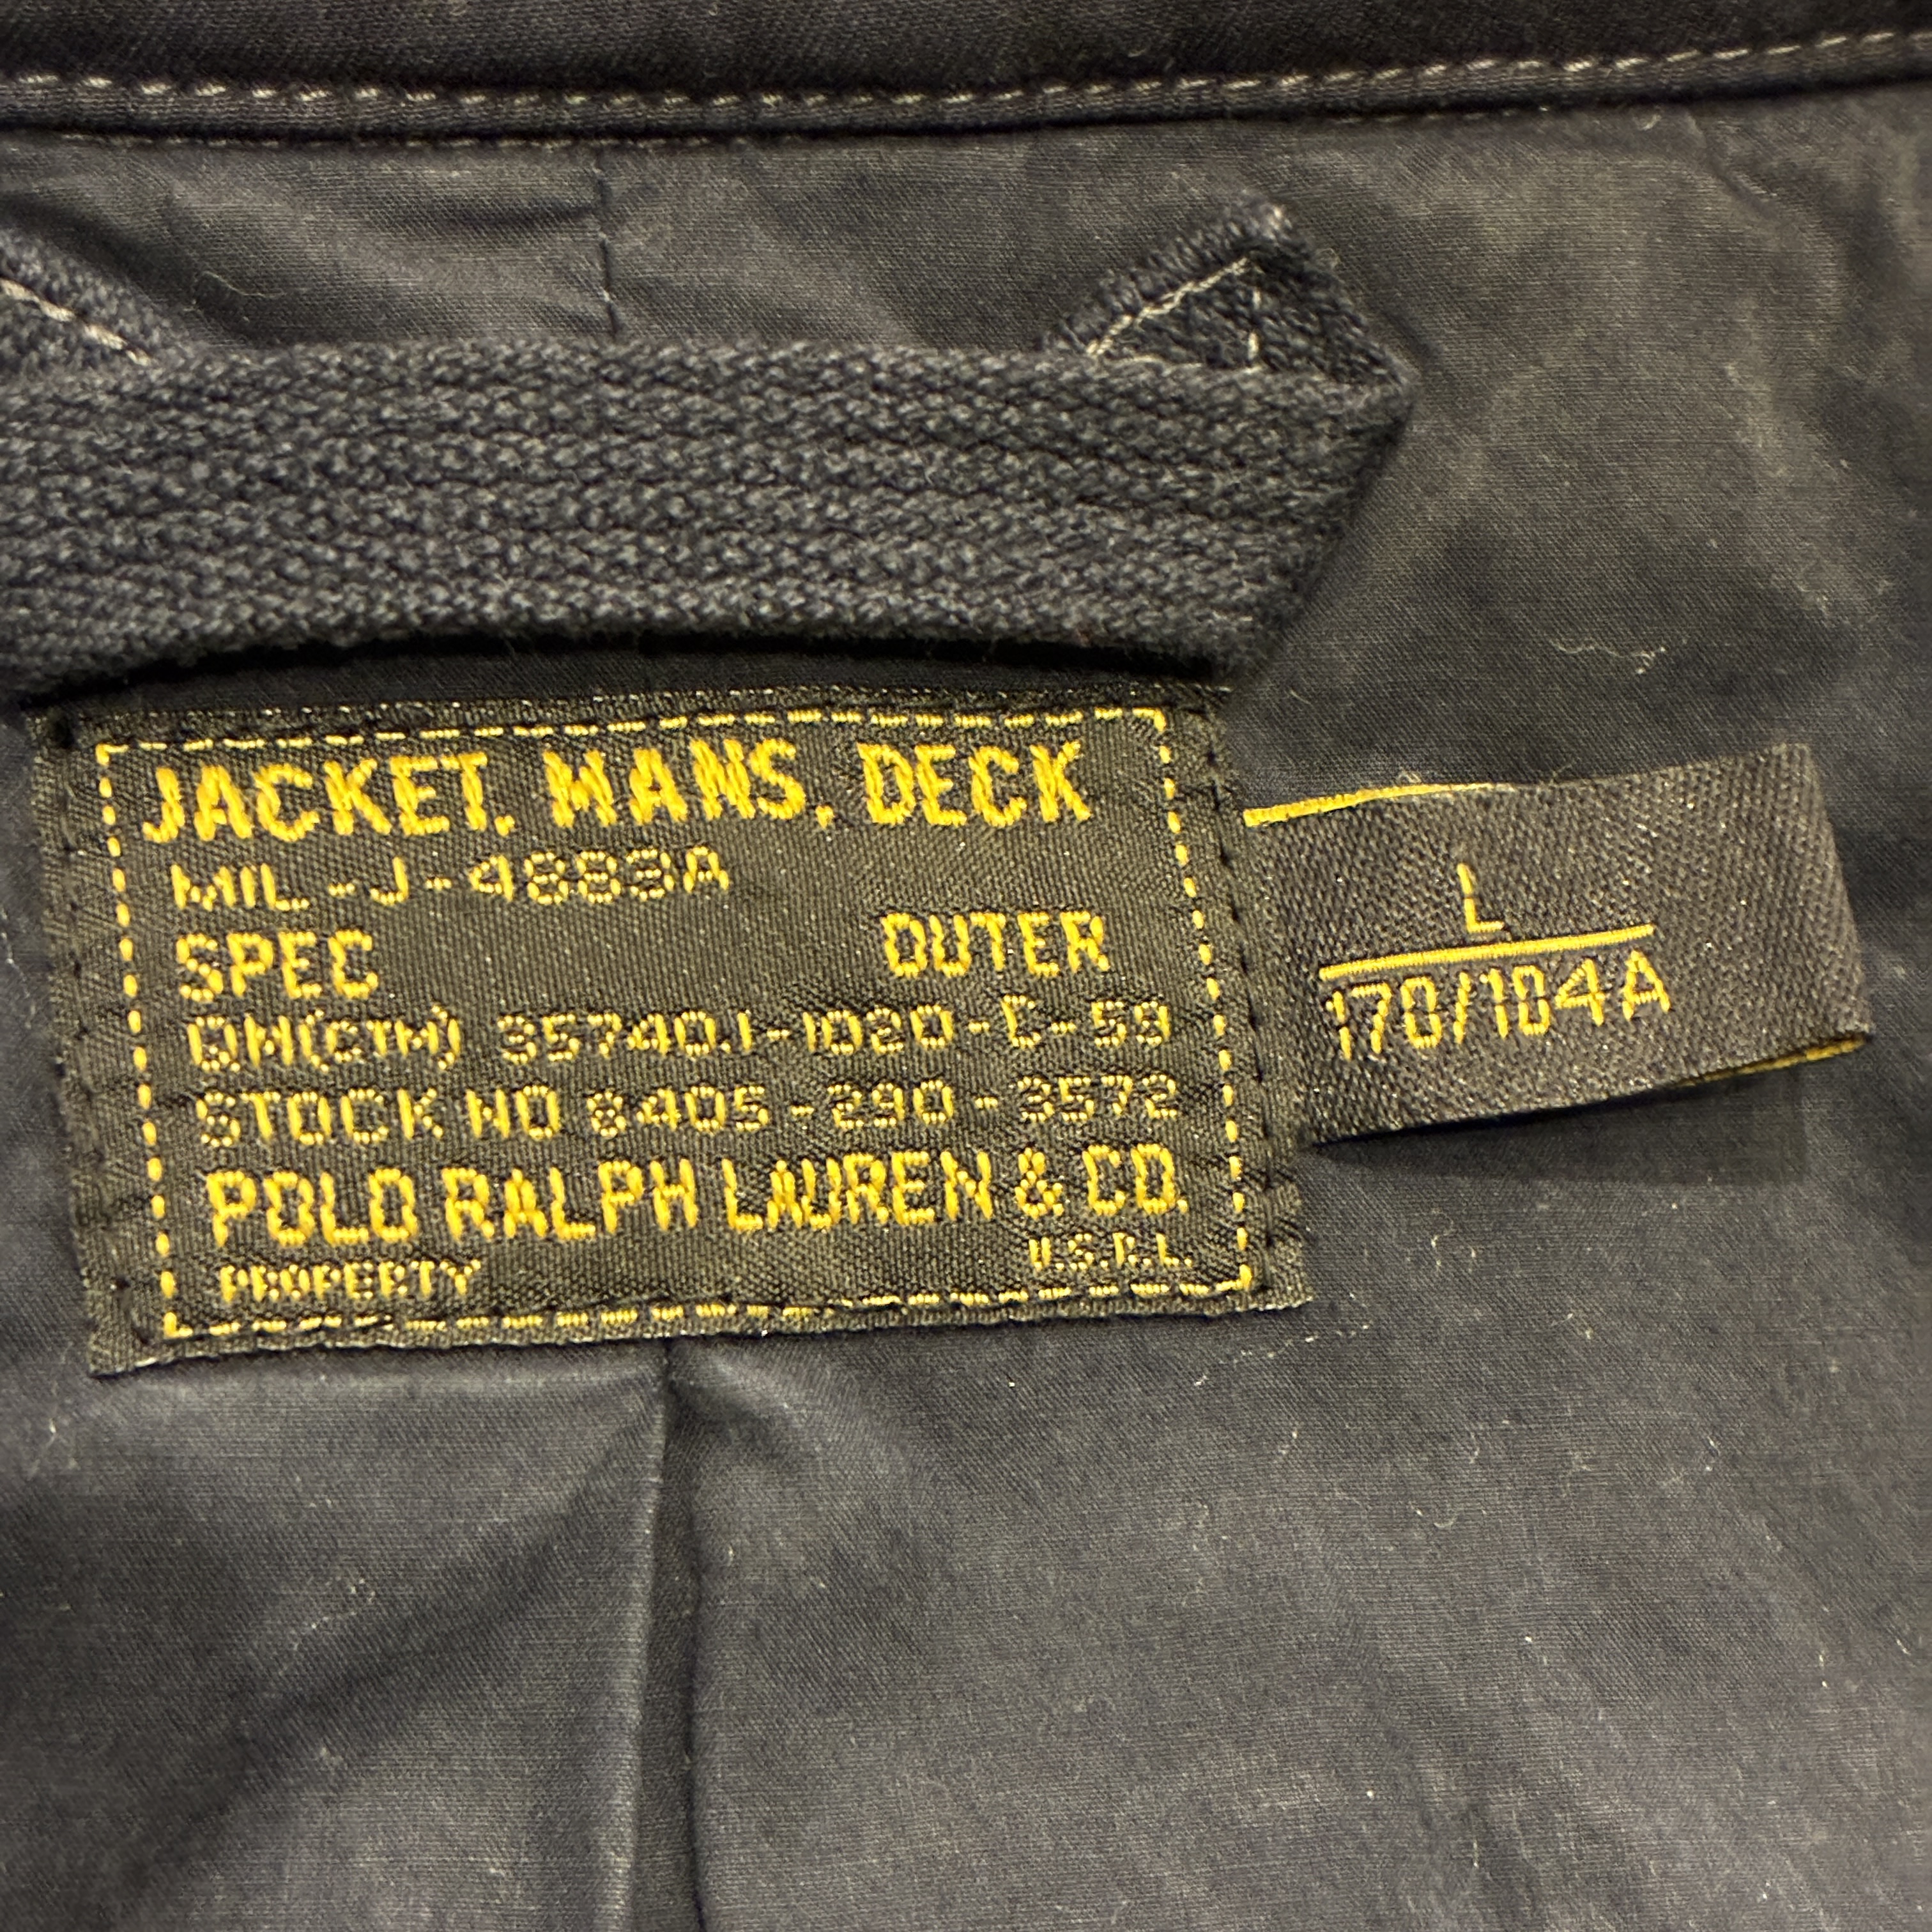 JACKET, MANS, DECK
MIL-J-4883A
SPEC OUTER
QM(CTM) 35740.1-1020-C-59
STOCK NO 8405-290-3572
POLO RALPH LAUREN & CO.
PROPERTY U.S.R.L.
L
170/104A